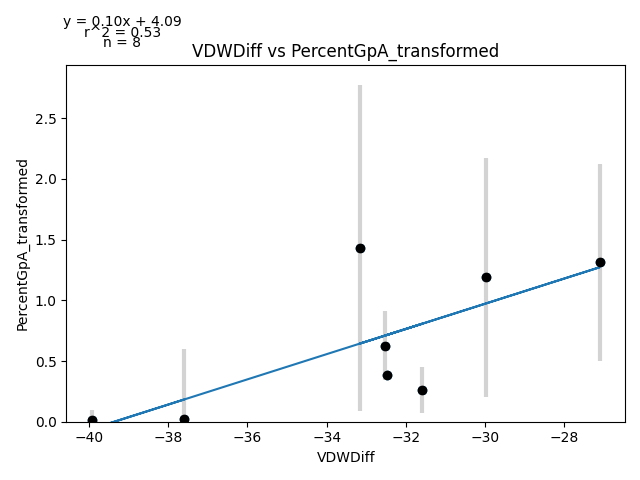 y = 0.10x + 4.09
r^2 = 0.53
n = 8
VDWDiff vs PercentGpA_transformed
PercentGpA_transformed
2.5
2.0
1.5
1.0
0.5
0.0
−40 −38 −36 −34 −32 −30 −28
VDWDiff